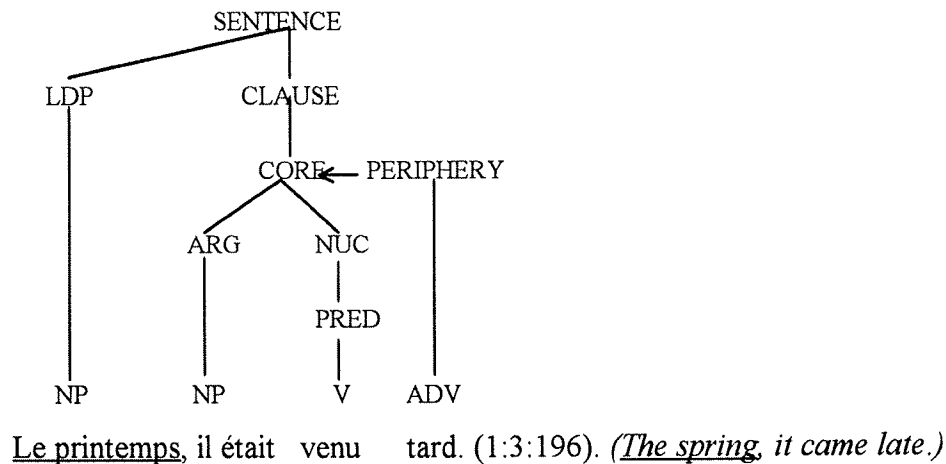 SENTENCE
LDP CLAUSE
CORE PERIPHERY
ARG NUC
PRED
NP NP V ADV
Le printemps, il était venu tard. (1:3:196). (The spring, it came late.)